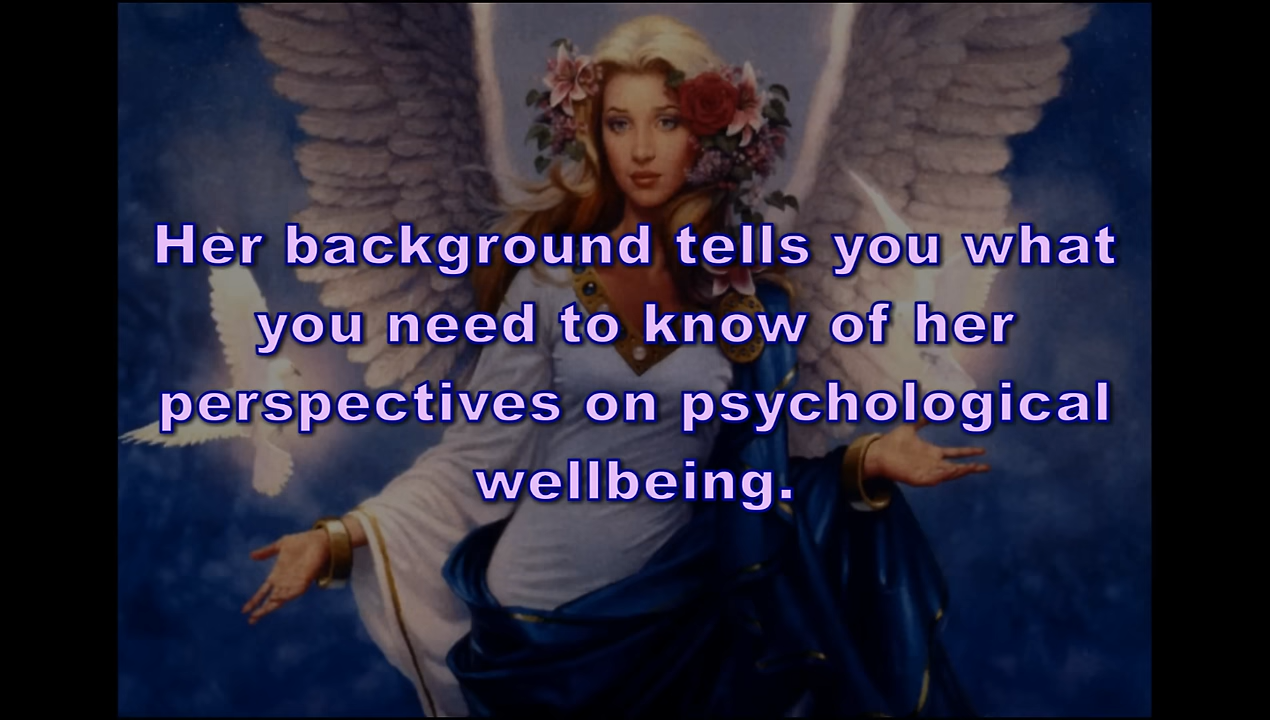 Her background tells you what
you need to know of her
perspectives on psychological
wellbeing.